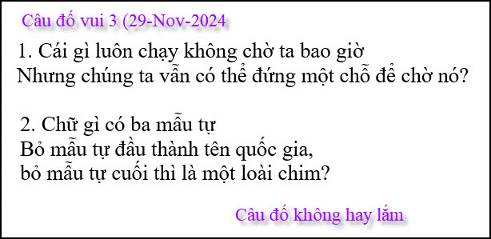 Câu đố vui 3 (29-Nov-2024
1. Cái gì luôn chạy không chờ ta bao giờ
Nhưng chúng ta vẫn có thể đứng một chỗ để chờ nó?
2. Chữ gì có ba mẫu tự
Bỏ mẫu tự đầu thành tên quốc gia,
bỏ mẫu tự cuối thì là một loài chim?
Câu đố không hay lắm